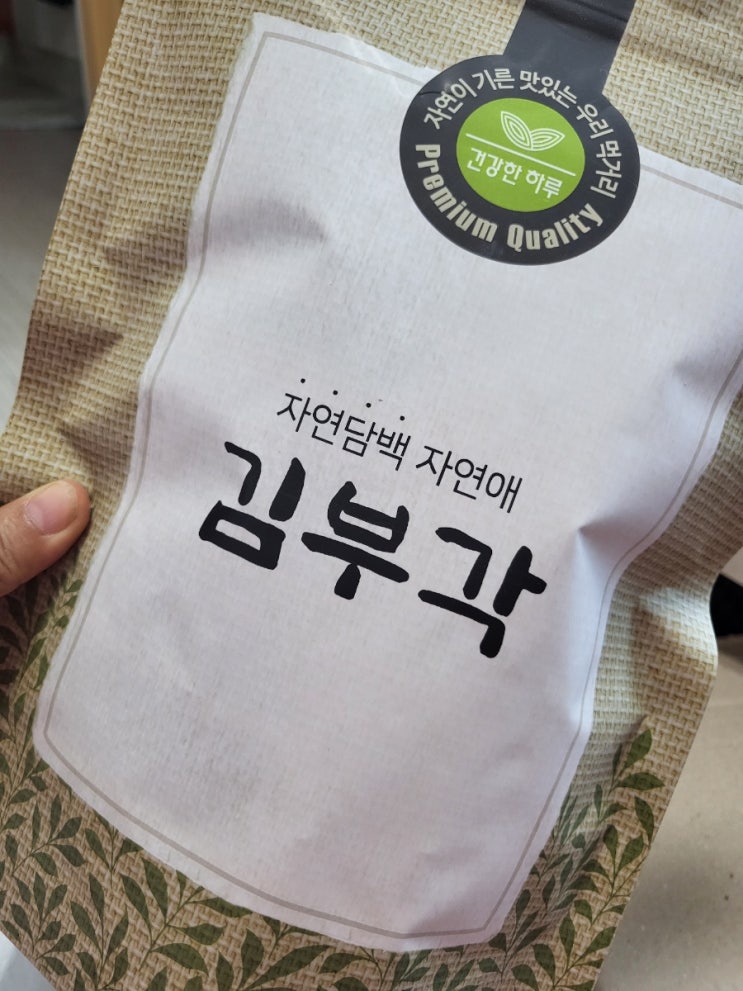 자연이 기른 맛있는 우리 먹거리
건강한 하루
Premium Quality
자연담백 자연애
김부각